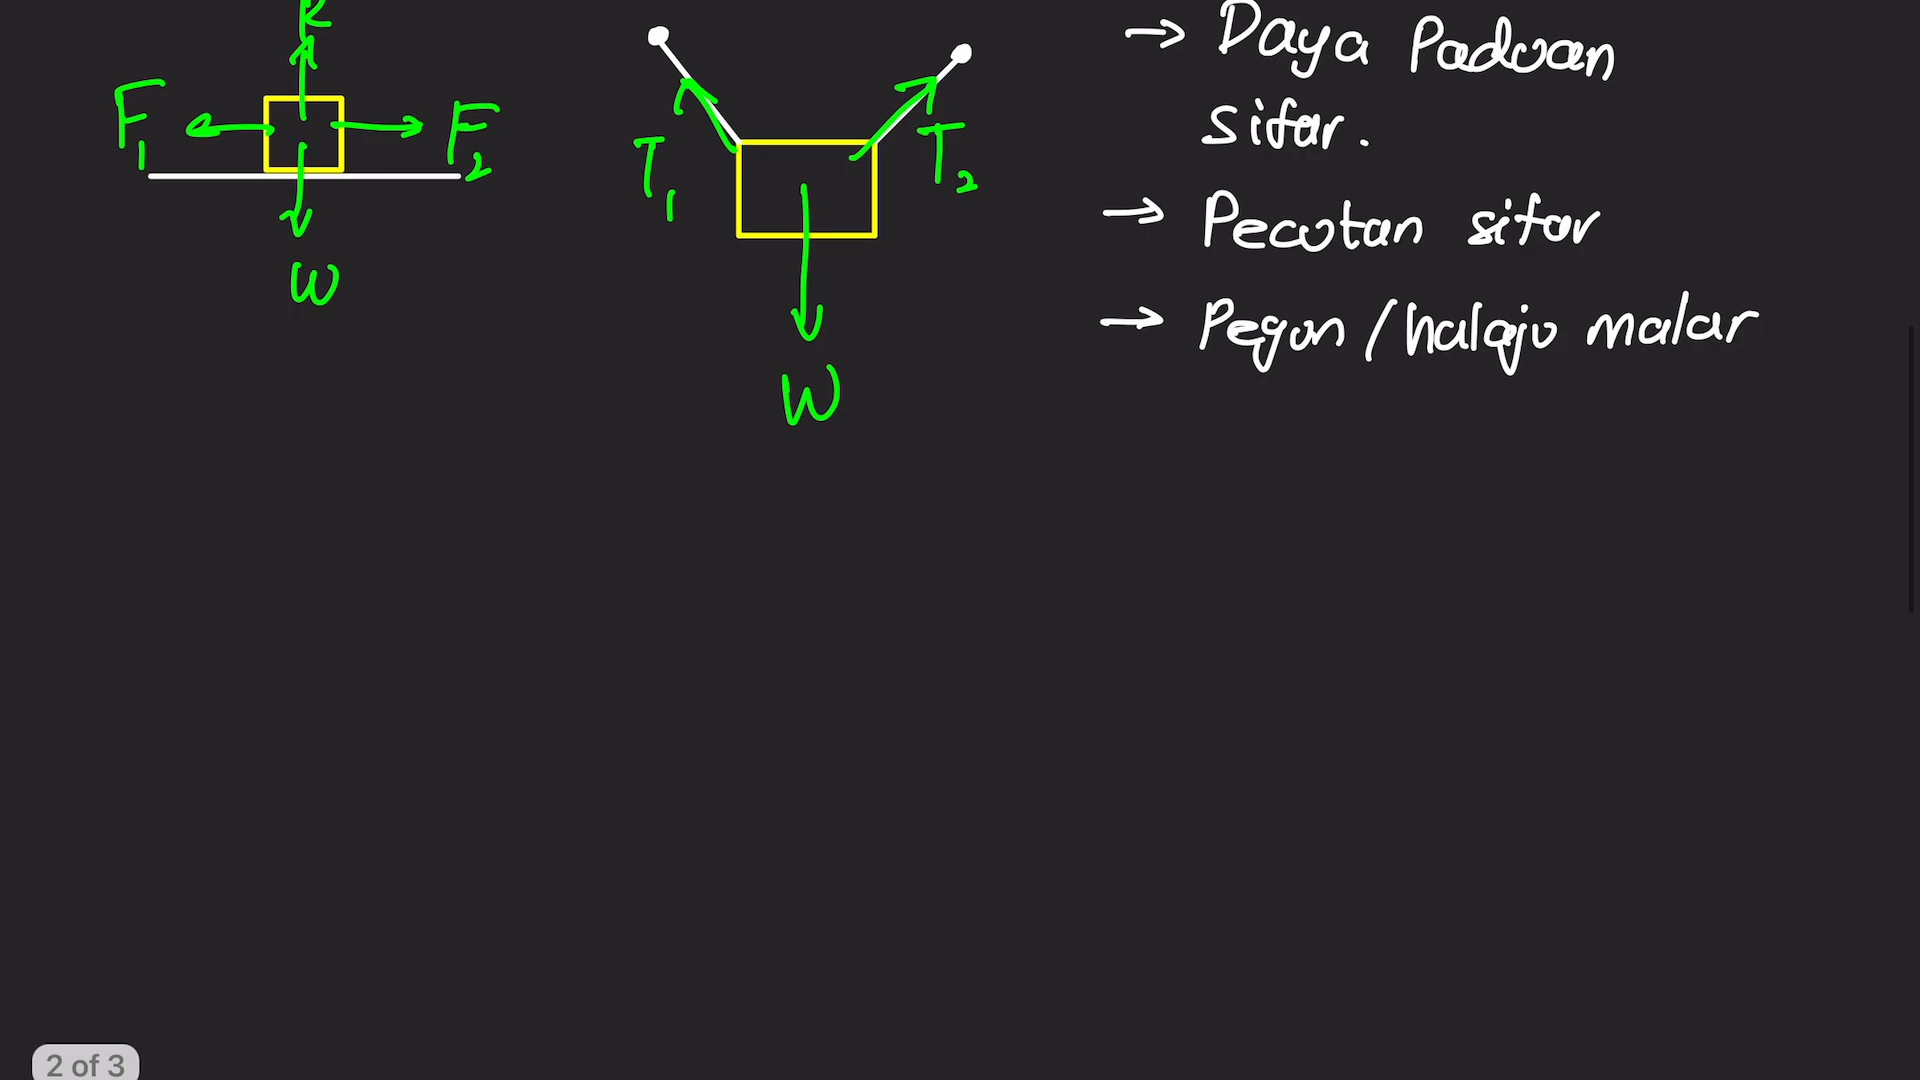 R
F1
F2
W
T1
T2
W
→ Daya Paduan
sifar.
→ Pecutan sifar
→ Pegun / halaju malar
2 of 3